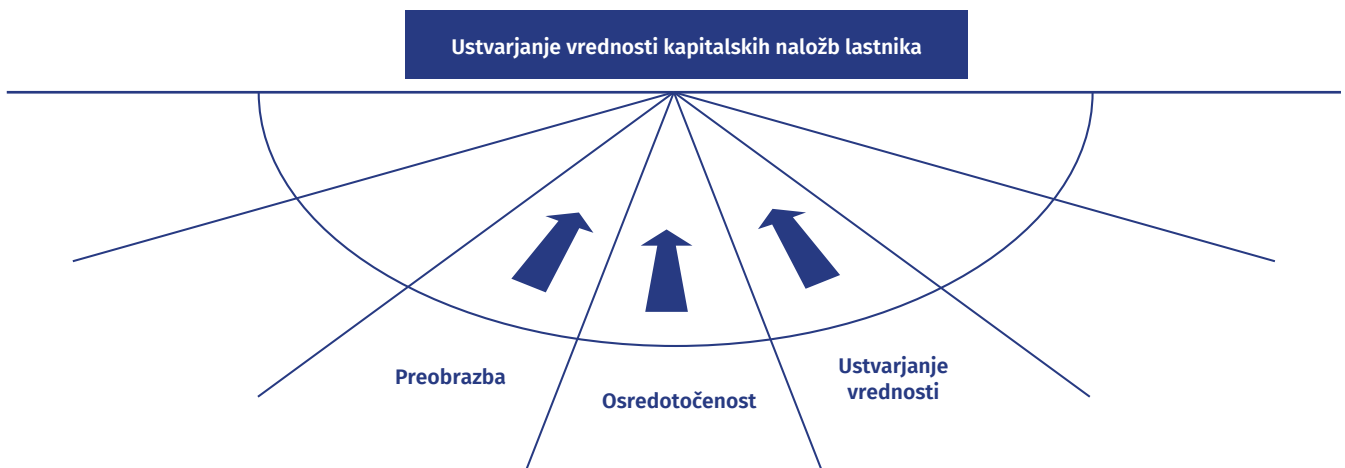 Ustvarjanje vrednosti kapitalskih naložb lastnika
Preobrazba
Osredotočenost
Ustvarjanje
vrednosti